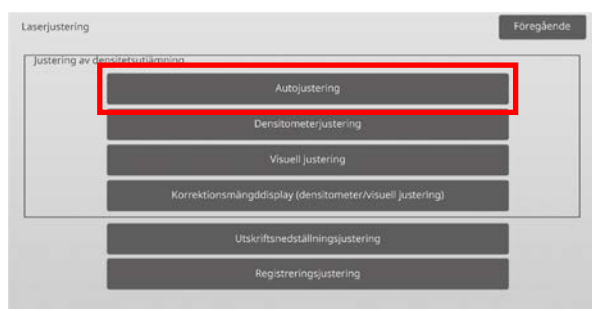 Laserjustering
Föregående
Justering av densitetsutjämning
Autojustering
Densitometerjustering
Visuell justering
Korrektionsmängddisplay (densitometer/visuell justering)
Utskriftsnedställningsjustering
Registreringsjustering